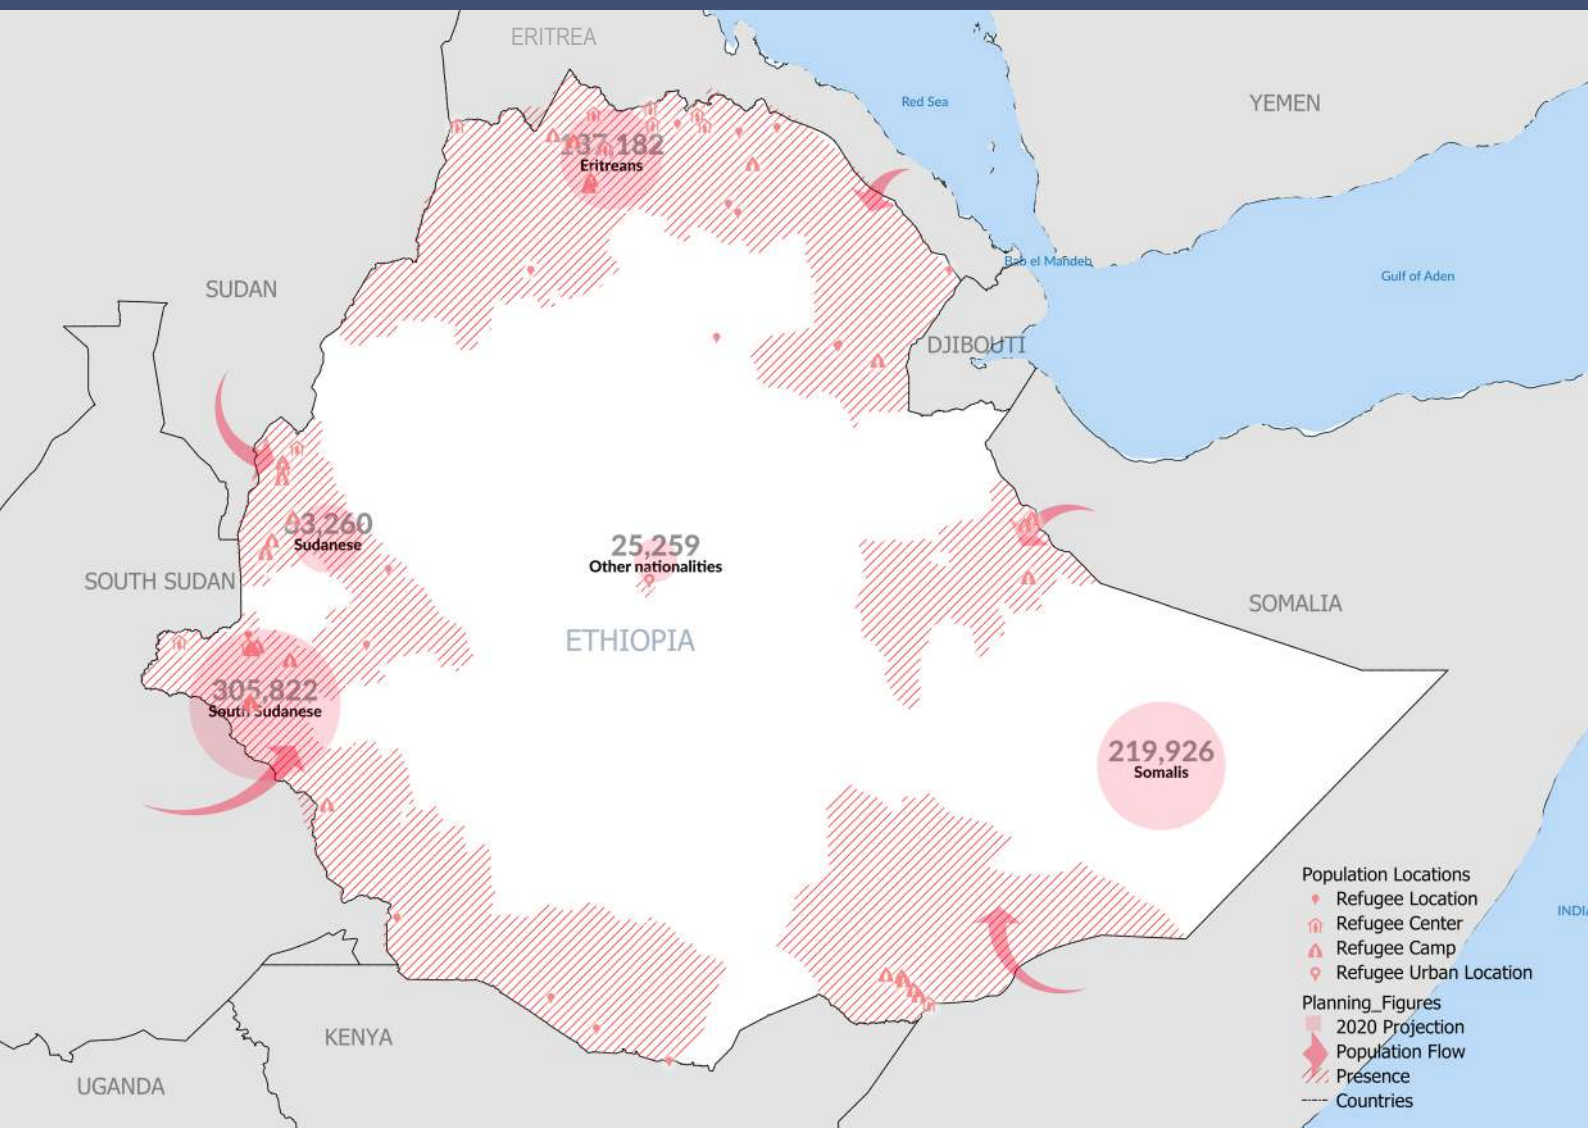 ERITREA
Red Sea
YEMEN
137,182
Eritreans
Bab el Mandeb
Gulf of Aden
SUDAN
DJIBOUTI
Sudanese
25,259
Other nationalities
SOUTH SUDAN
SOMALIA
ETHIOPIA
305,822
South Sudanese
219,926
Somalis
Population Locations
Refugee Location
Refugee Center
Refugee Camp
Refugee Urban Location
Planning_Figures
2020 Projection
Population Flow
Presence
Countries
KENYA
UGANDA